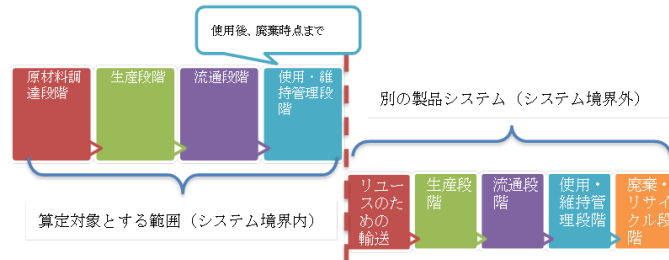 使用後、廃棄時点まで
原材料調
達段階
生産段階
流通段階
使用・維
持管理段
階
別の製品システム（システム境界外）
算定対象とする範囲（システム境界内）
リユー
スのた
めの
輸送
生産段
階
流通段
階
使用・
維持管
理段階
廃棄・
リサイ
クル段
階